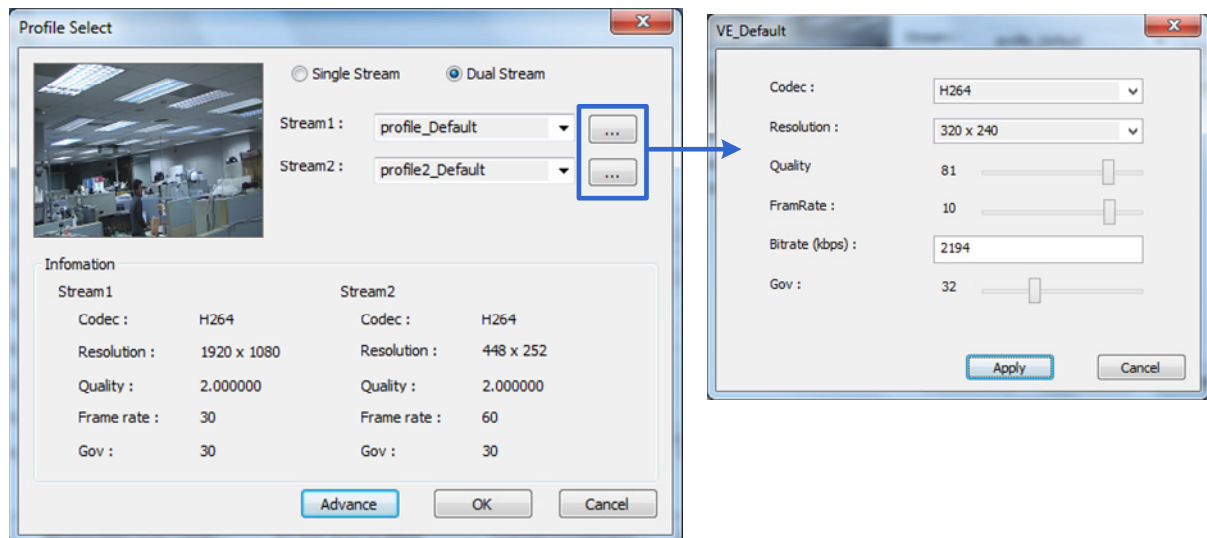 Profile Select
Single Stream
Dual Stream
Stream1 :
profile_Default
...
Stream2 :
profile2_Default
...
Infomation
Stream1
Stream2
Codec :
H264
Codec :
H264
Resolution :
1920 x 1080
Resolution :
448 x 252
Quality :
2.000000
Quality :
2.000000
Frame rate :
30
Frame rate :
60
Gov :
30
Gov :
30
Advance
OK
Cancel
VE_Default
Codec :
H264
Resolution :
320 x 240
Quality
81
FramRate :
10
Bitrate (kbps) :
2194
Gov :
32
Apply
Cancel